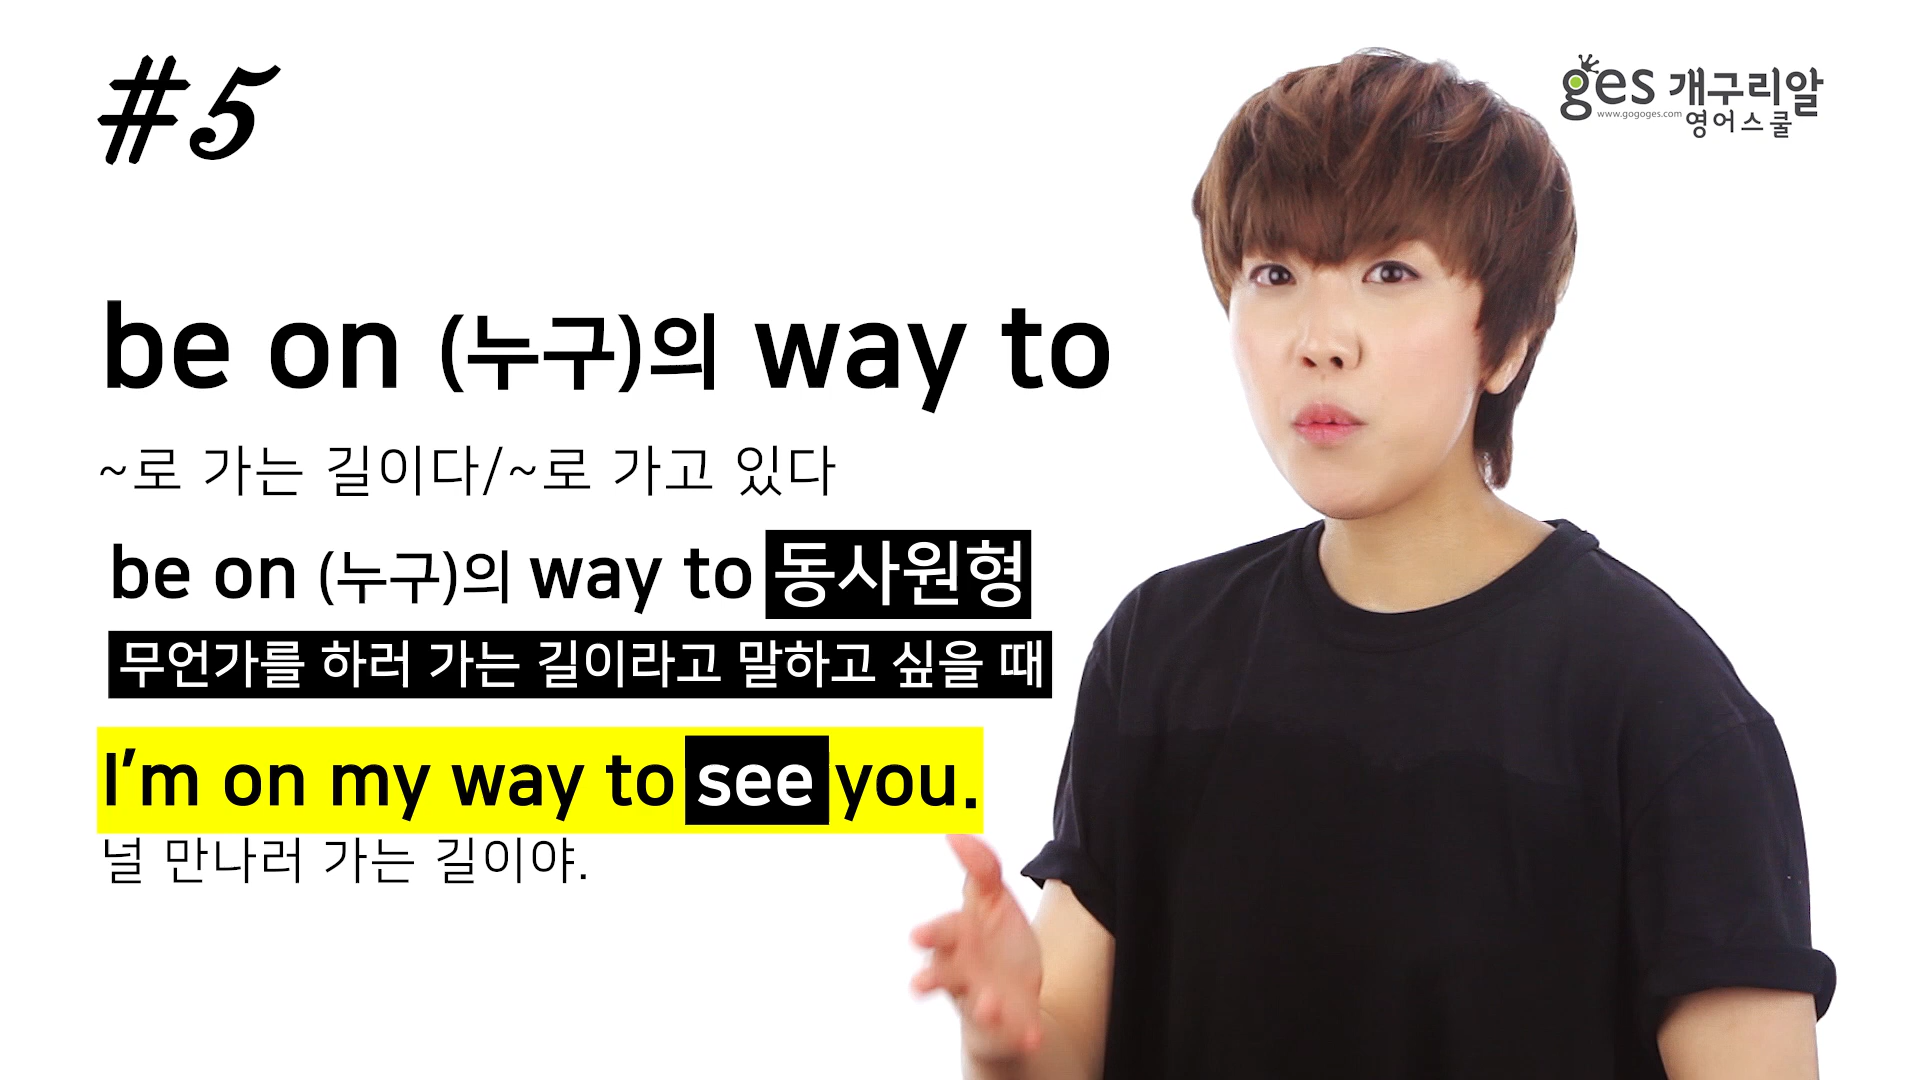 #5
ges 개구리알
www.gogoges.com 영어스쿨
be on (누구)의 way to
~로 가는 길이다/~로 가고 있다
be on (누구)의 way to 동사원형
무언가를 하러 가는 길이라고 말하고 싶을 때
I'm on my way to see you.
널 만나러 가는 길이야.